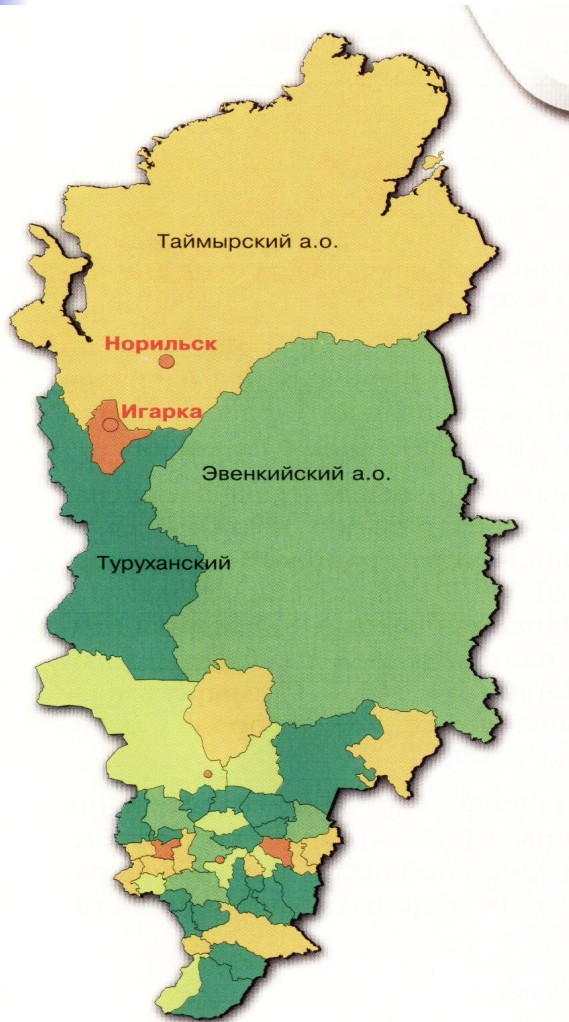 Таймырский а.о.
Норильск
Игарка
Эвенкийский а.о.
Туруханский